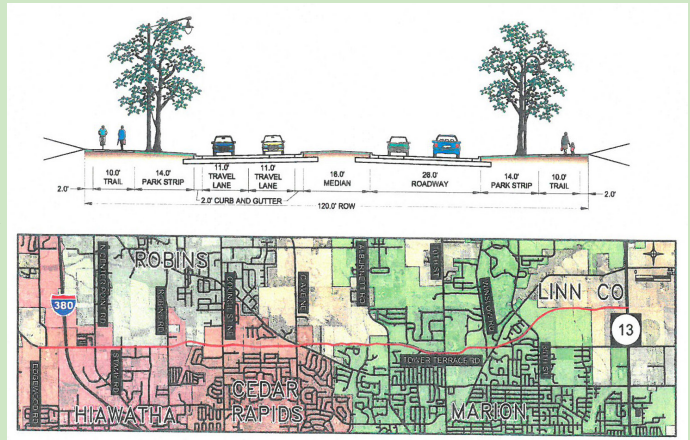 11.0'
TRAVEL
LANE
11.0'
TRAVEL
LANE
10.0'
TRAIL
14.0'
PARK STRIP
16.0'
MEDIAN
26.0'
ROADWAY
14.0'
PARK STRIP
10.0'
TRAIL
2.0'
2.0' CURB AND GUTTER
2.0'
120.0' ROW
ROBINS
380
LINN CO
13
TOWER TERRACE RD
CEDAR
RAPIDS
HIAWATHA
MARION